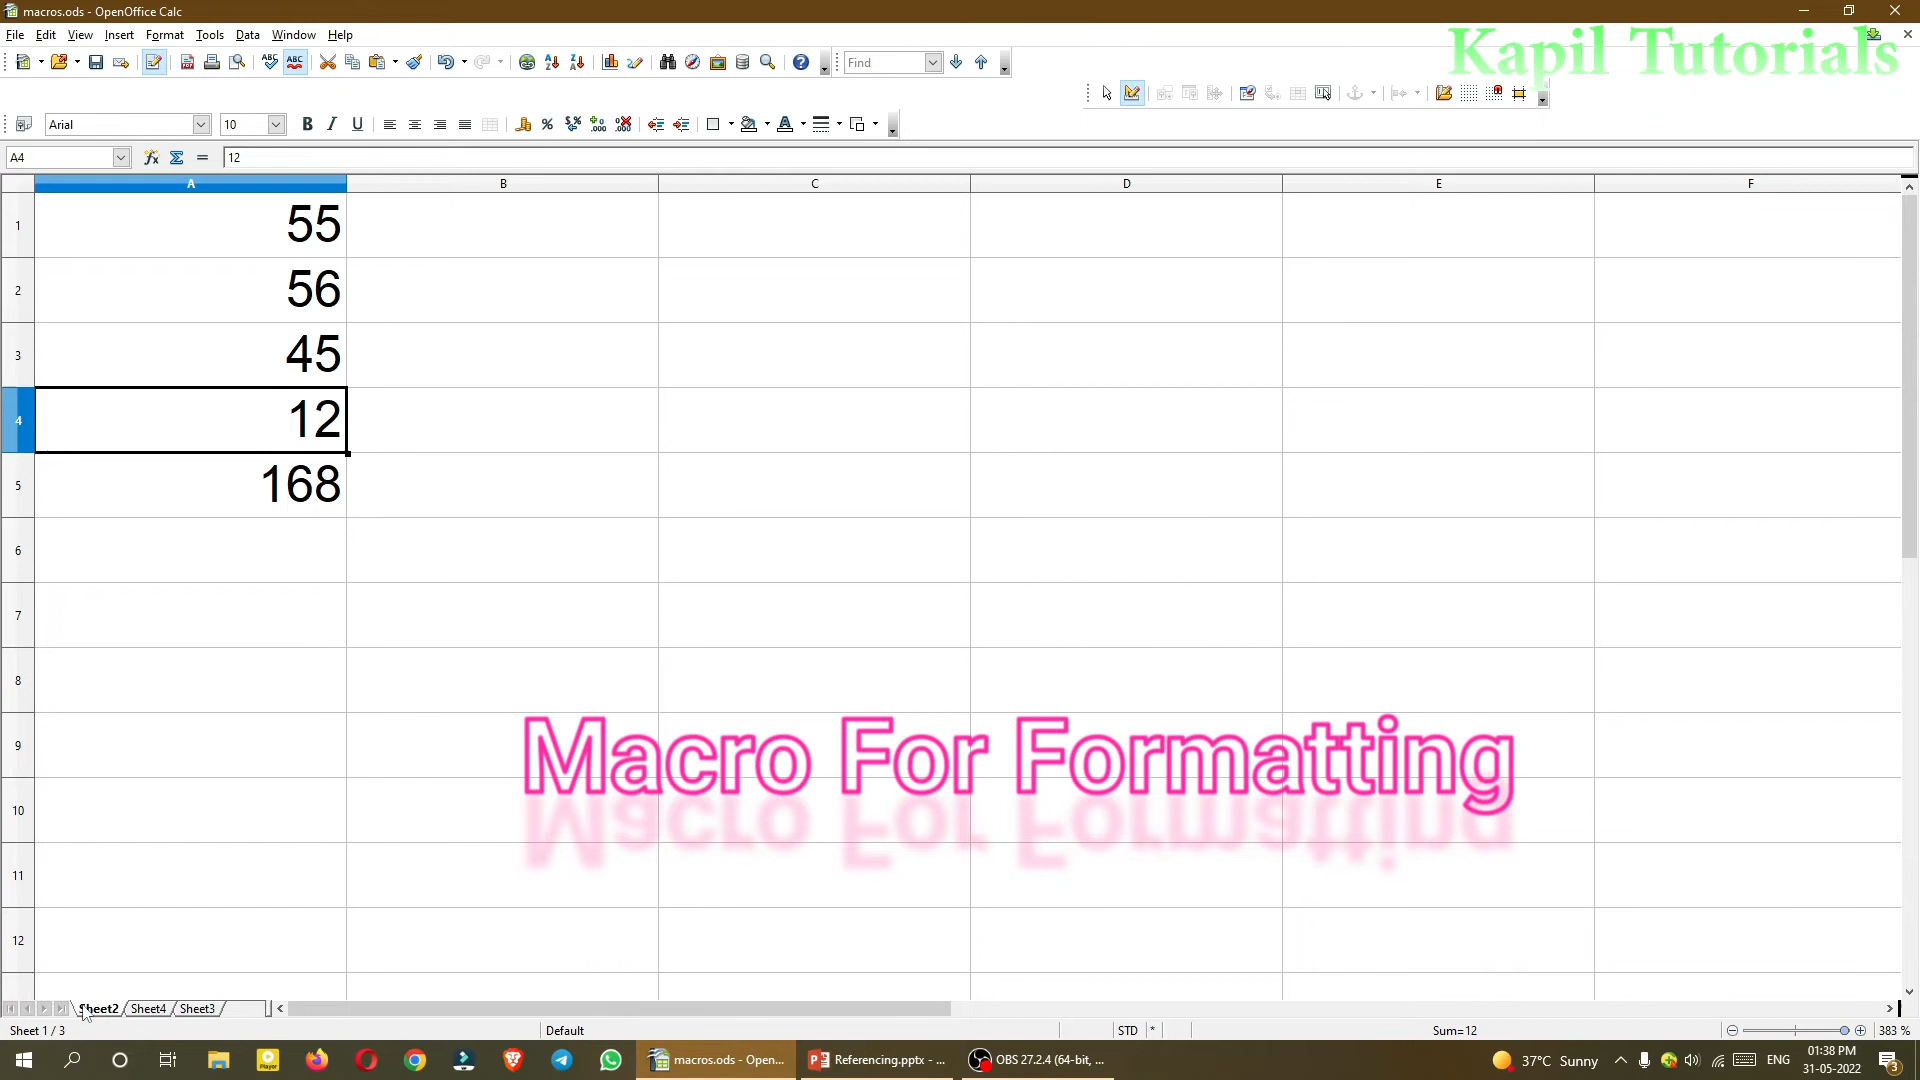 macros.ods - OpenOffice Calc
File Edit View Insert Format Tools Data Window Help
Kapil Tutorials
Find
Arial 10
A4 12
A B C D E F
1 55
2 56
3 45
4 12
5 168
6
7
8
9
10
11
12
Macro For Formatting
Sheet2 Sheet4 Sheet3
Sheet 1 / 3 Default STD * Sum=12 383 %
macros.ods - Open... Referencing.pptx - ... OBS 27.2.4 (64-bit, ... 37°C Sunny ENG 01:38 PM
31-05-2022 3